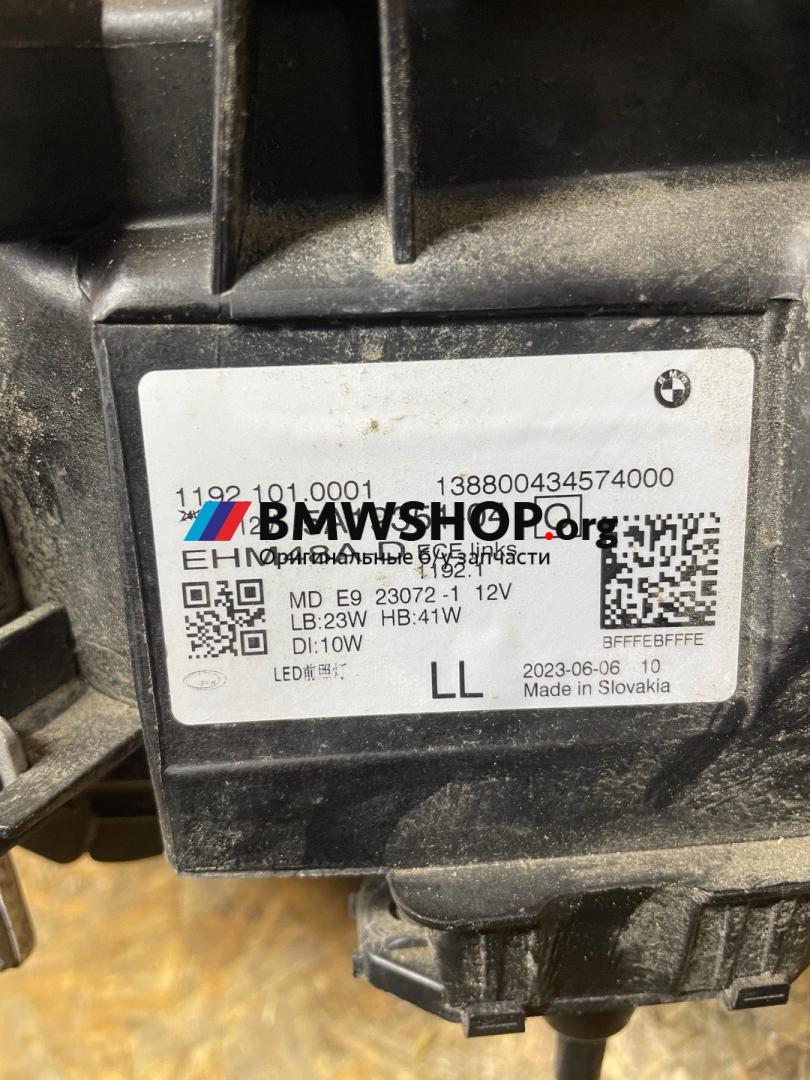 BMW
1192.101.0001 138800434574000
BMWSHOP.org
EHM48A D ECE links
Оригинальные б/у запчасти
1192.1
MD E9 23072 -1 12V
LB:23W HB:41W
DI:10W
BFFFEBFFFE
LED前照灯
LL
2023-06-06 10
Made in Slovakia